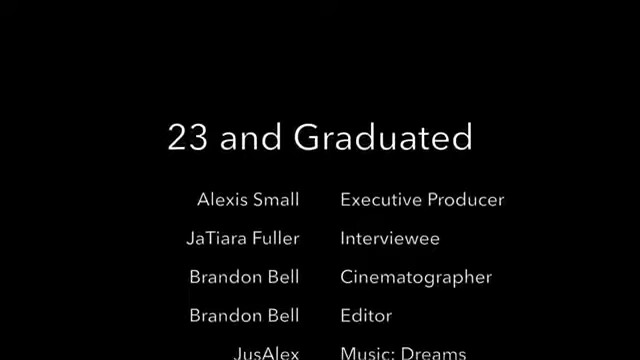 23 and Graduated
Alexis Small Executive Producer
JaTiara Fuller Interviewee
Brandon Bell Cinematographer
Brandon Bell Editor
JusAlex Music: Dreams